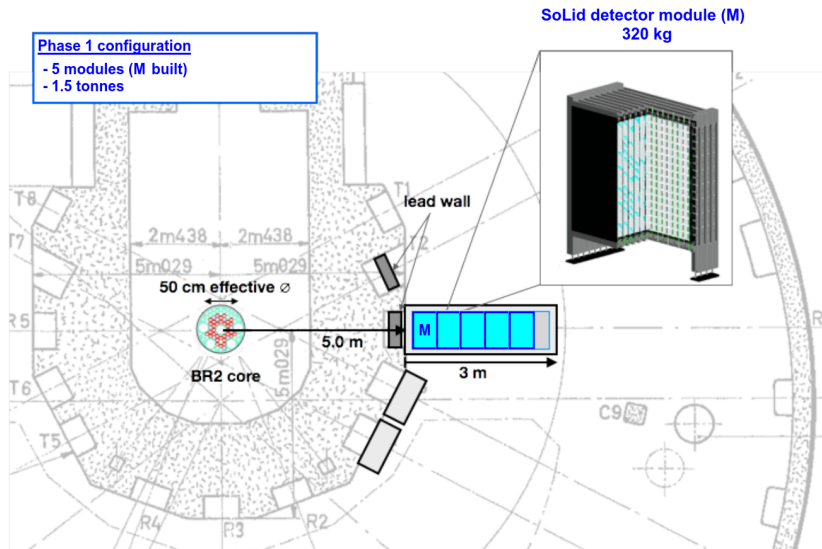 SoLid detector module (M)
320 kg
Phase 1 configuration
- 5 modules (M built)
- 1.5 tonnes
T8
T1
lead wall
T7
2m438
2m438
T2
5m029
5m029
50 cm effective ⌀
R5
5.0 m
M
BR2 core
5m029
3 m
T6
T5
C9
R4
R3
R2